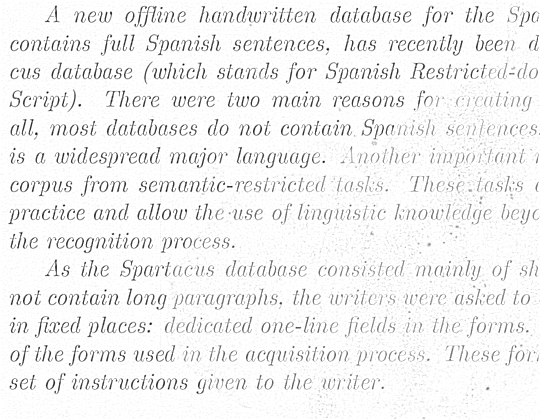 A new offline handwritten database for the Spa
contains full Spanish sentences, has recently been d
cus database (which stands for Spanish Restricted-do
Script). There were two main reasons for creating
all, most databases do not contain Spanish sentences,
is a widespread major language. Another important r
corpus from semantic-restricted tasks. These tasks
practice and allow the use of linguistic knowledge beyo
the recognition process.
As the Spartacus database consisted mainly of sh
not contain long paragraphs, the writers were asked to
in fixed places: dedicated one-line fields in the forms.
of the forms used in the acquisition process. These for
set of instructions given to the writer.